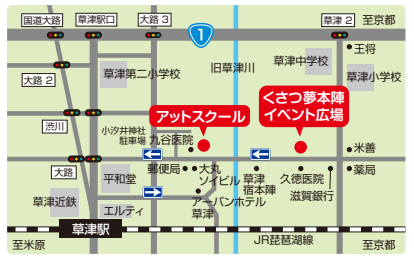 国道大路
草津駅口
大路3
草津2
至京都
1
王将
草津中学校
旧草津川
草津第二小学校
草津小学校
大路2
くさつ夢本陣
イベント広場
アットスクール
渋川
小汐井神社
駐車場
九谷医院
米善
大路
郵便局
大丸
ソイビル
草津
宿本陣
久徳医院
薬局
平和堂
滋賀銀行
アーバンホテル
草津
草津近鉄
エルティ
草津駅
至米原
JR琵琶湖線
至京都